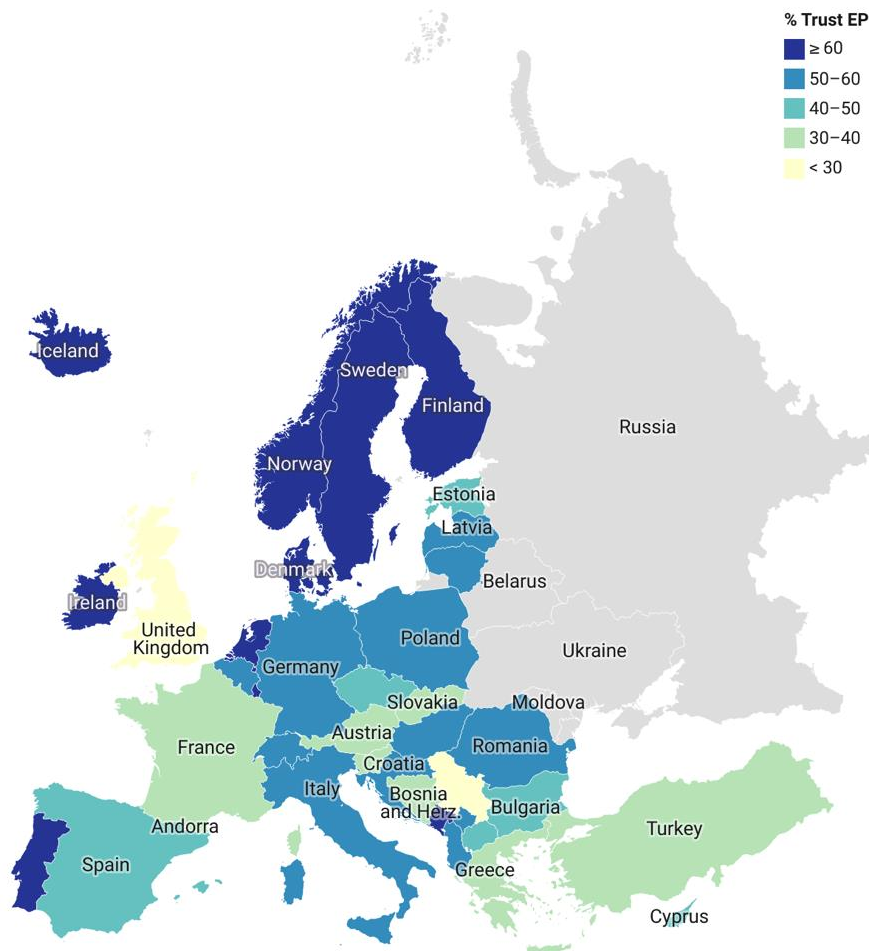 % Trust EP
≥ 60
50–60
40–50
30–40
< 30
Iceland
Sweden
Finland
Russia
Norway
Estonia
Latvia
Denmark
Belarus
Ireland
United
Kingdom
Poland
Ukraine
Germany
Slovakia
Moldova
Austria
France
Romania
Croatia
Italy
Bosnia
and Herz.
Bulgaria
Andorra
Turkey
Spain
Greece
Cyprus